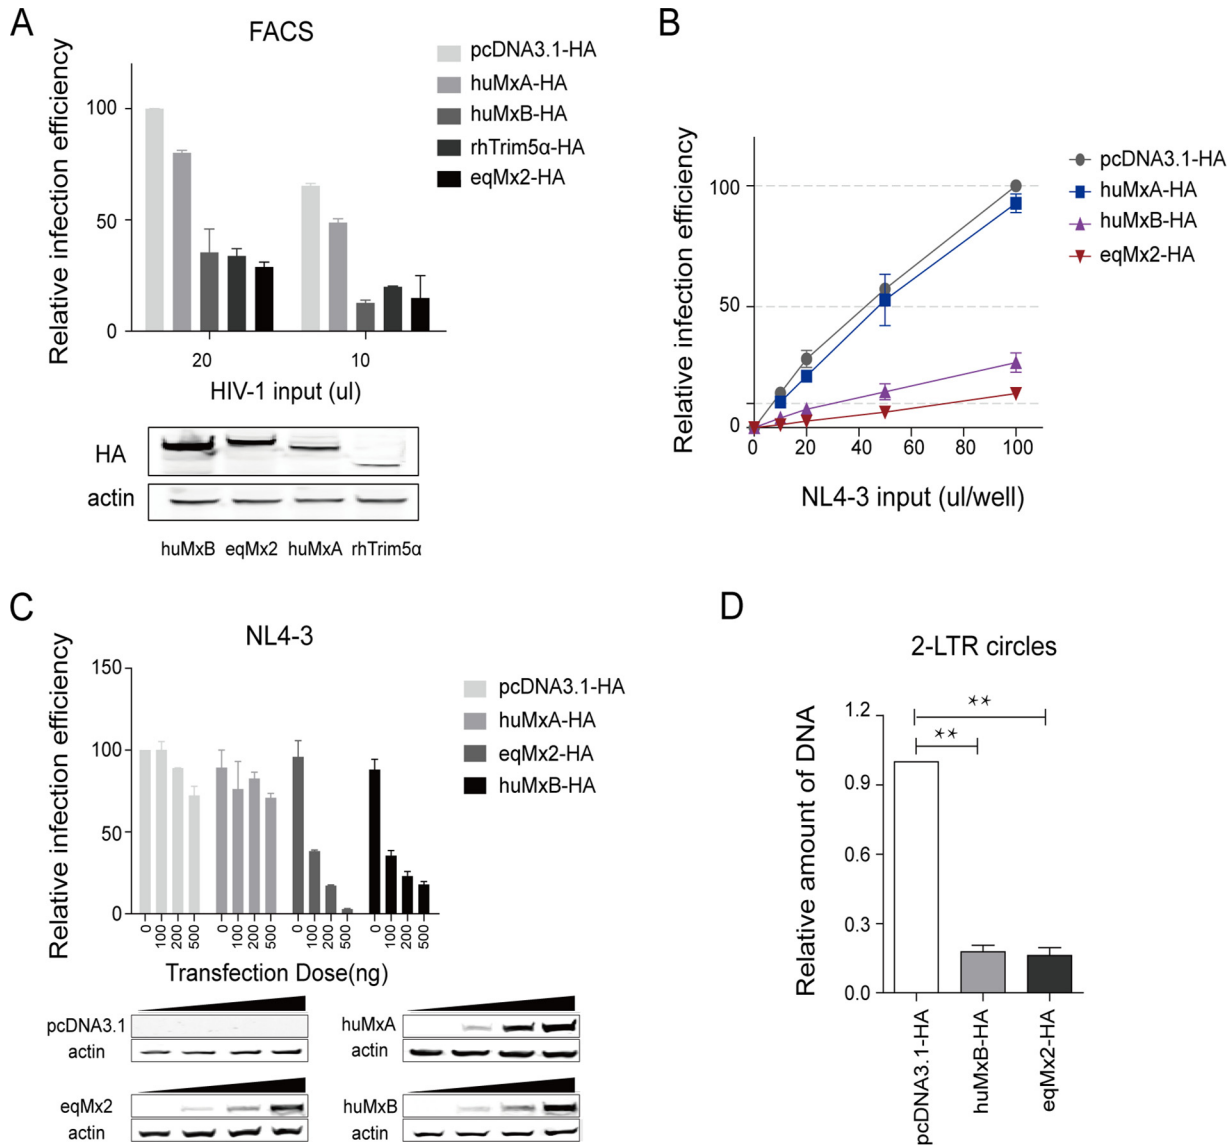 A
FACS
Relative infection efficiency
100
50
0
20
10
HIV-1 input (ul)
pcDNA3.1-HA
huMxA-HA
huMxB-HA
rhTrim5α-HA
eqMx2-HA
HA
actin
huMxB eqMx2 huMxA rhTrim5α
B
Relative infection efficiency
100
50
0
0 20 40 60 80 100
NL4-3 input (ul/well)
pcDNA3.1-HA
huMxA-HA
huMxB-HA
eqMx2-HA
C
NL4-3
Relative infection efficiency
150
100
50
0
0 100 200 500 0 100 200 500 0 100 200 500 0 100 200 500
Transfection Dose(ng)
pcDNA3.1-HA
huMxA-HA
eqMx2-HA
huMxB-HA
pcDNA3.1
actin
huMxA
actin
eqMx2
actin
huMxB
actin
D
2-LTR circles
Relative amount of DNA
1.2
0.9
0.6
0.3
0.0
**
**
pcDNA3.1-HA
huMxB-HA
eqMx2-HA